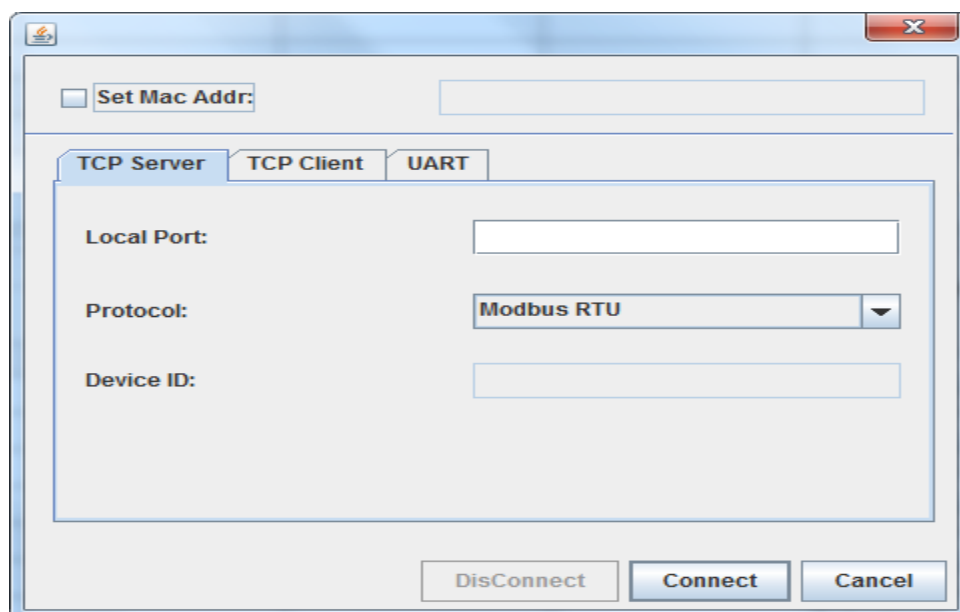 Set Mac Addr:
TCP Server TCP Client UART
Local Port:
Protocol: Modbus RTU
Device ID:
DisConnect Connect Cancel